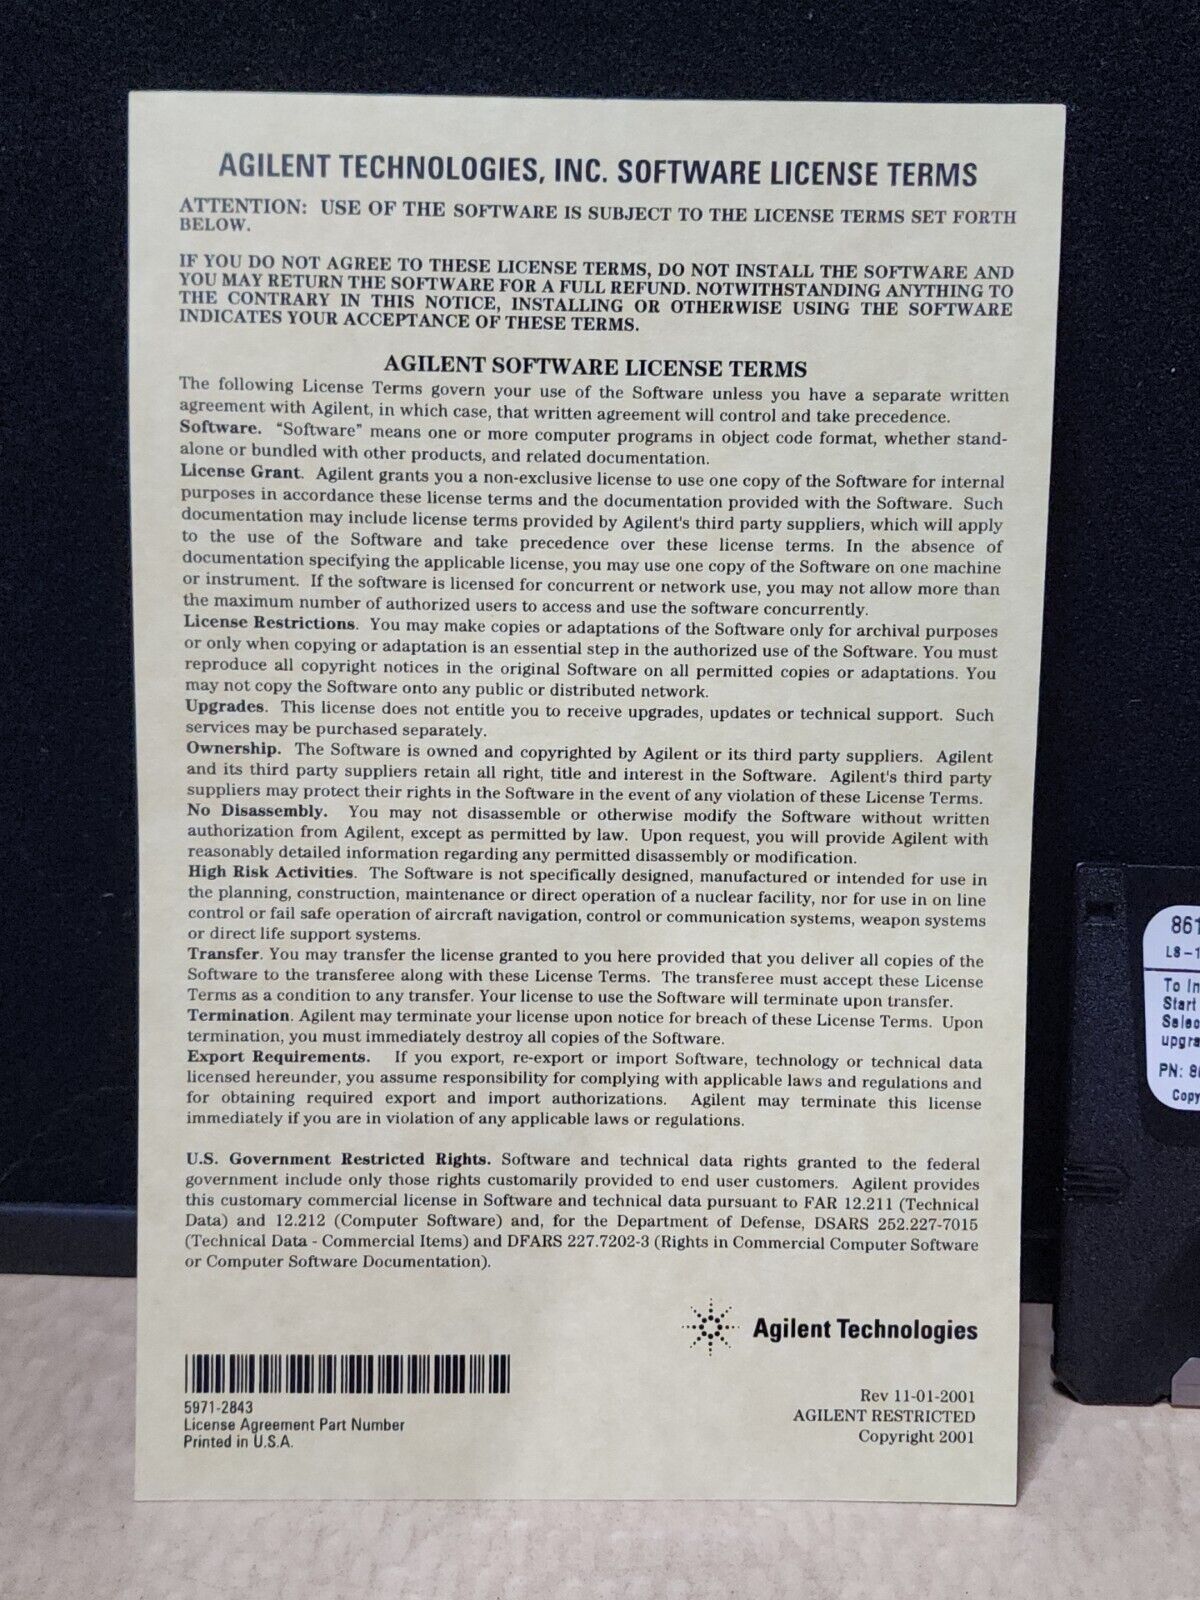 AGILENT TECHNOLOGIES, INC. SOFTWARE LICENSE TERMS
ATTENTION: USE OF THE SOFTWARE IS SUBJECT TO THE LICENSE TERMS SET FORTH
BELOW.
IF YOU DO NOT AGREE TO THESE LICENSE TERMS, DO NOT INSTALL THE SOFTWARE AND
YOU MAY RETURN THE SOFTWARE FOR A FULL REFUND. NOTWITHSTANDING ANYTHING TO
THE CONTRARY IN THIS NOTICE, INSTALLING OR OTHERWISE USING THE SOFTWARE
INDICATES YOUR ACCEPTANCE OF THESE TERMS.
AGILENT SOFTWARE LICENSE TERMS
The following License Terms govern your use of the Software unless you have a separate written
agreement with Agilent, in which case, that written agreement will control and take precedence.
Software. "Software" means one or more computer programs in object code format, whether stand-
alone or bundled with other products, and related documentation.
License Grant. Agilent grants you a non-exclusive license to use one copy of the Software for internal
purposes in accordance these license terms and the documentation provided with the Software. Such
documentation may include license terms provided by Agilent's third party suppliers, which will apply
to the use of the Software and take precedence over these license terms. In the absence of
documentation specifying the applicable license, you may use one copy of the Software on one machine
or instrument. If the software is licensed for concurrent or network use, you may not allow more than
the maximum number of authorized users to access and use the software concurrently.
License Restrictions. You may make copies or adaptations of the Software only for archival purposes
or only when copying or adaptation is an essential step in the authorized use of the Software. You must
reproduce all copyright notices in the original Software on all permitted copies or adaptations. You
may not copy the Software onto any public or distributed network.
Upgrades. This license does not entitle you to receive upgrades, updates or technical support. Such
services may be purchased separately.
Ownership. The Software is owned and copyrighted by Agilent or its third party suppliers. Agilent
and its third party suppliers retain all right, title and interest in the Software. Agilent's third party
suppliers may protect their rights in the Software in the event of any violation of these License Terms.
No Disassembly. You may not disassemble or otherwise modify the Software without written
authorization from Agilent, except as permitted by law. Upon request, you will provide Agilent with
reasonably detailed information regarding any permitted disassembly or modification.
High Risk Activities. The Software is not specifically designed, manufactured or intended for use in
the planning, construction, maintenance or direct operation of a nuclear facility, nor for use in on line
control or fail safe operation of aircraft navigation, control or communication systems, weapon systems
or direct life support systems.
Transfer. You may transfer the license granted to you here provided that you deliver all copies of the
Software to the transferee along with these License Terms. The transferee must accept these License
Terms as a condition to any transfer. Your license to use the Software will terminate upon transfer.
Termination. Agilent may terminate your license upon notice for breach of these License Terms. Upon
termination, you must immediately destroy all copies of the Software.
Export Requirements. If you export, re-export or import Software, technology or technical data
licensed hereunder, you assume responsibility for complying with applicable laws and regulations and
for obtaining required export and import authorizations. Agilent may terminate this license
immediately if you are in violation of any applicable laws or regulations.
U.S. Government Restricted Rights. Software and technical data rights granted to the federal
government include only those rights customarily provided to end user customers. Agilent provides
this customary commercial license in Software and technical data pursuant to FAR 12.211 (Technical
Data) and 12.212 (Computer Software) and, for the Department of Defense, DSARS 252.227-7015
(Technical Data - Commercial Items) and DFARS 227.7202-3 (Rights in Commercial Computer Software
or Computer Software Documentation).
Agilent Technologies
5971-2843
License Agreement Part Number
Printed in U.S.A.
Rev 11-01-2001
AGILENT RESTRICTED
Copyright 2001
861
LS-1
To In
Start
Selec
upgra
PN: 8
Copy